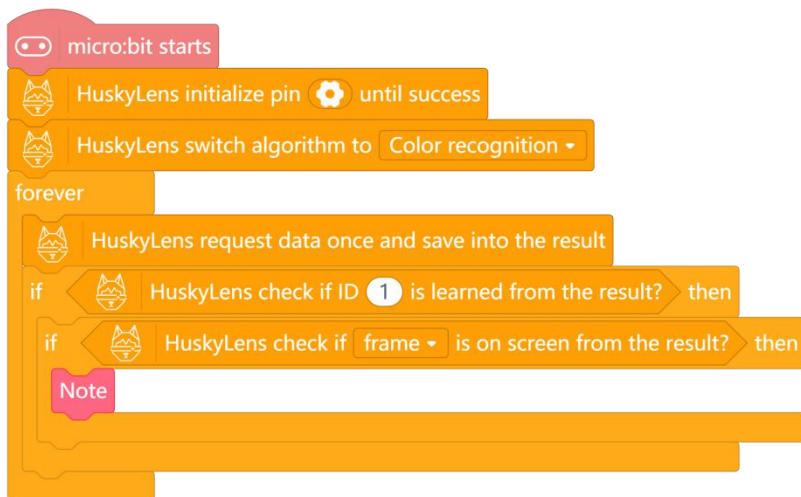 micro:bit starts
HuskyLens initialize pin until success
HuskyLens switch algorithm to Color recognition
forever
HuskyLens request data once and save into the result
if HuskyLens check if ID 1 is learned from the result? then
if HuskyLens check if frame is on screen from the result? then
Note